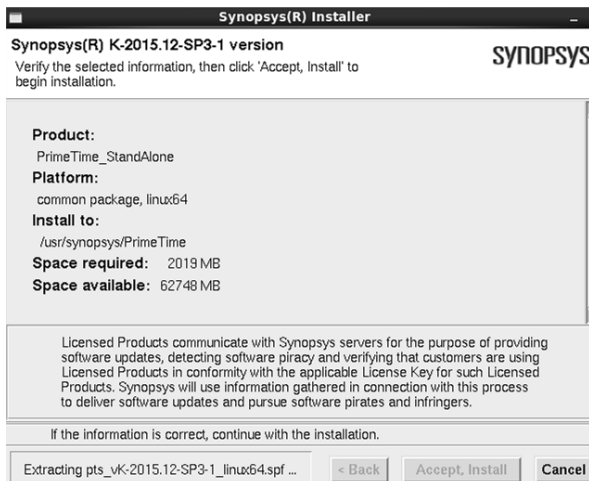 Synopsys(R) Installer
Synopsys(R) K-2015.12-SP3-1 version
Verify the selected information, then click 'Accept, Install' to
begin installation.
SYNOPSYS
Product:
PrimeTime_StandAlone
Platform:
common package, linux64
Install to:
/usr/synopsys/PrimeTime
Space required: 2019 MB
Space available: 62748 MB
Licensed Products communicate with Synopsys servers for the purpose of providing
software updates, detecting software piracy and verifying that customers are using
Licensed Products in conformity with the applicable License Key for such Licensed
Products. Synopsys will use information gathered in connection with this process
to deliver software updates and pursue software pirates and infringers.
If the information is correct, continue with the installation.
Extracting pts_vK-2015.12-SP3-1_linux64.spf ...
< Back
Accept, Install
Cancel